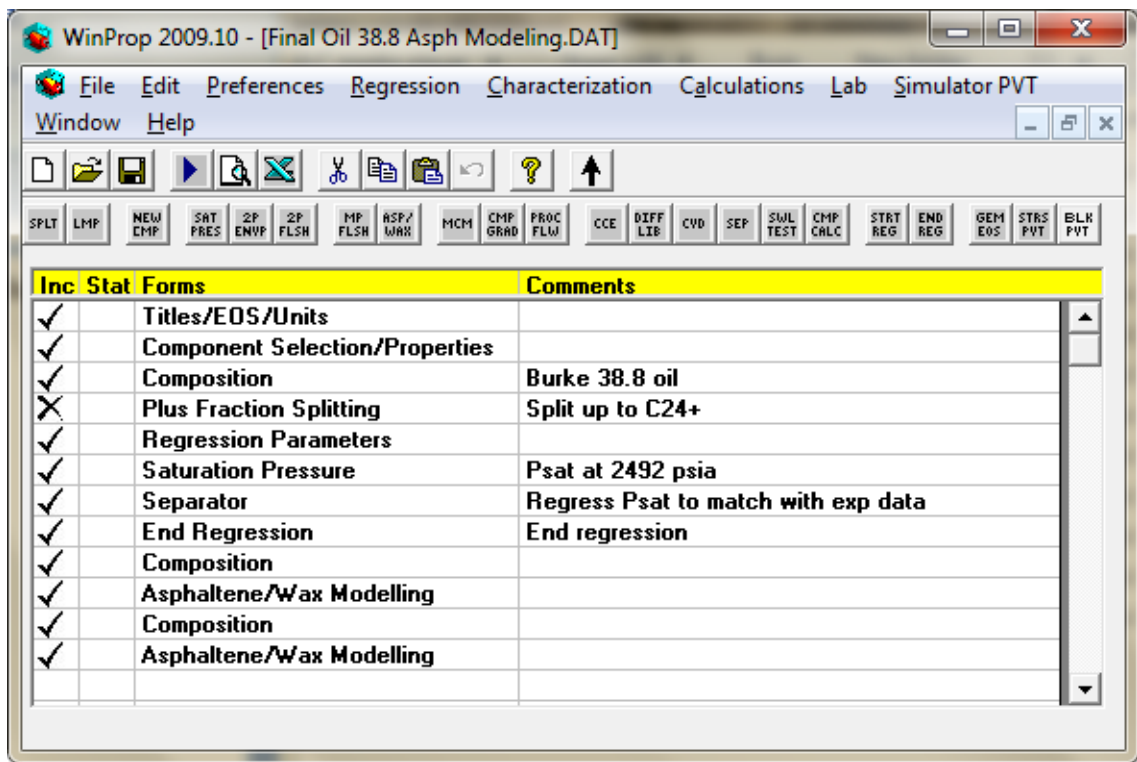 WinProp 2009.10 - [Final Oil 38.8 Asph Modeling.DAT]
File Edit Preferences Regression Characterization Calculations Lab Simulator PVT
Window Help
SPLT LMP NEW CMP SAT PRES 2P ENVP 2P FLSH MP FLSH ASP/ WAX MCM CMP GRAD PROC FLW CCE DIFF LIB CVD SEP SWL TEST CMP CALC STRT REG END REG GEM EOS STRS PVT BLK PVT
Inc Stat Forms Comments
Titles/EOS/Units
Component Selection/Properties
Composition Burke 38.8 oil
Plus Fraction Splitting Split up to C24+
Regression Parameters
Saturation Pressure Psat at 2492 psia
Separator Regress Psat to match with exp data
End Regression End regression
Composition
Asphaltene/Wax Modelling
Composition
Asphaltene/Wax Modelling